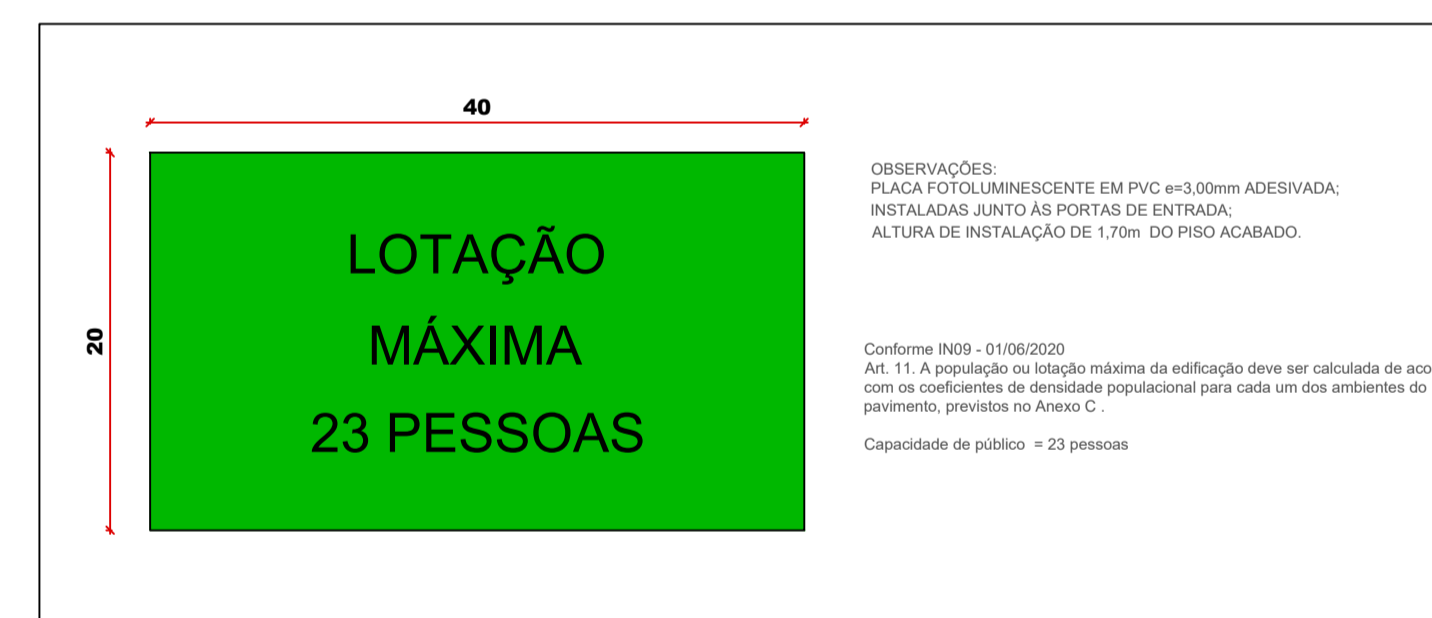 40
20
LOTAÇÃO
MÁXIMA
23 PESSOAS
OBSERVAÇÕES:
PLACA FOTOLUMINESCENTE EM PVC e=3,00mm ADESIVADA;
INSTALADAS JUNTO ÀS PORTAS DE ENTRADA;
ALTURA DE INSTALAÇÃO DE 1,70m DO PISO ACABADO.
Conforme IN09 - 01/06/2020
Art. 11. A população ou lotação máxima da edificação deve ser calculada de aco
com os coeficientes de densidade populacional para cada um dos ambientes do
pavimento, previstos no Anexo C .
Capacidade de público = 23 pessoas